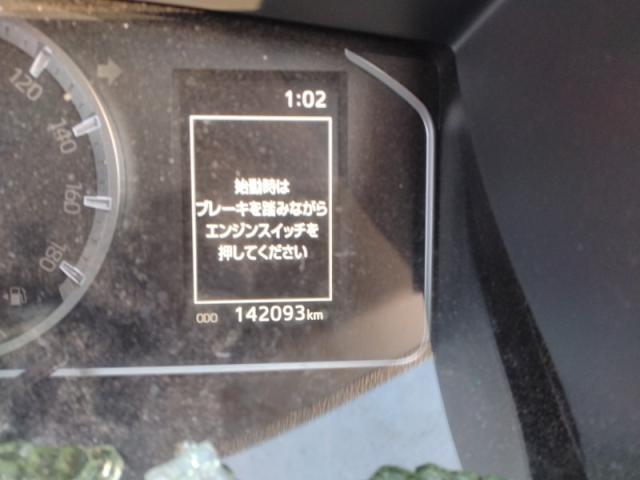 1:02
120
140
160
180
始動時は
ブレーキを踏みながら
エンジンスイッチを
押してください
ODO 142093km